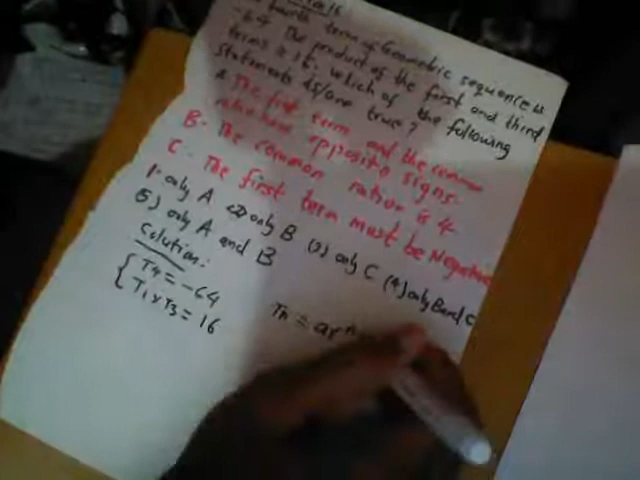 fourth term of Geometric sequence is
-64. The product of the first and third
terms is 16. which of the following
statements is/are true?
A. The first term and the common
ratio have opposite signs.
B. The common ratio is 4
C. The first term must be Negative
1. only A (2) only B (3) only C (4) only B and C
(5) only A and B
Solution:
T4 = -64
T1 x T3 = 16
Tn = ar